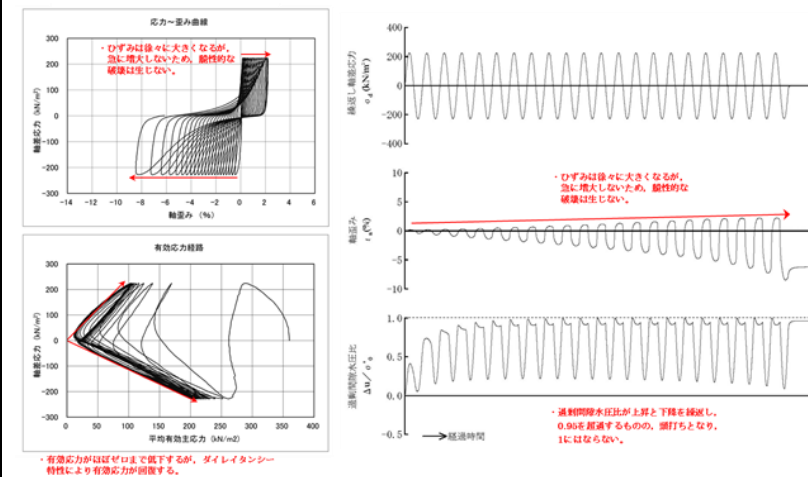 応力～歪み曲線
・ひずみは徐々に大きくなるが,
急に増大しないため、脆性的な
破壊は生じない。
軸差応力 (kN/m²)
300
200
100
0
-100
-200
-300
-14 -12 -10 -8 -6 -4 -2 0 2 4 6
軸歪み (%)
有効応力経路
軸差応力 (kN/m²)
300
200
100
0
-100
-200
-300
0 50 100 150 200 250 300 350 400
平均有効主応力 (kN/m2)
・有効応力がほぼゼロまで低下するが、ダイレイタンシー
特性により有効応力が回復する。
繰返し軸差応力
σd (kN/m²)
400
200
0
-200
-400
・ひずみは徐々に大きくなるが,
急に増大しないため、脆性的な
破壊は生じない。
軸歪み
εa(%)
10
5
0
-5
-10
過剰間隙水圧比
Δu/σ'0
1.0
0.5
0.0
-0.5
経過時間
・過剰間隙水圧比が上昇と下降を繰返し,
0.95を超過するものの、頭打ちとなり,
1にはならない。